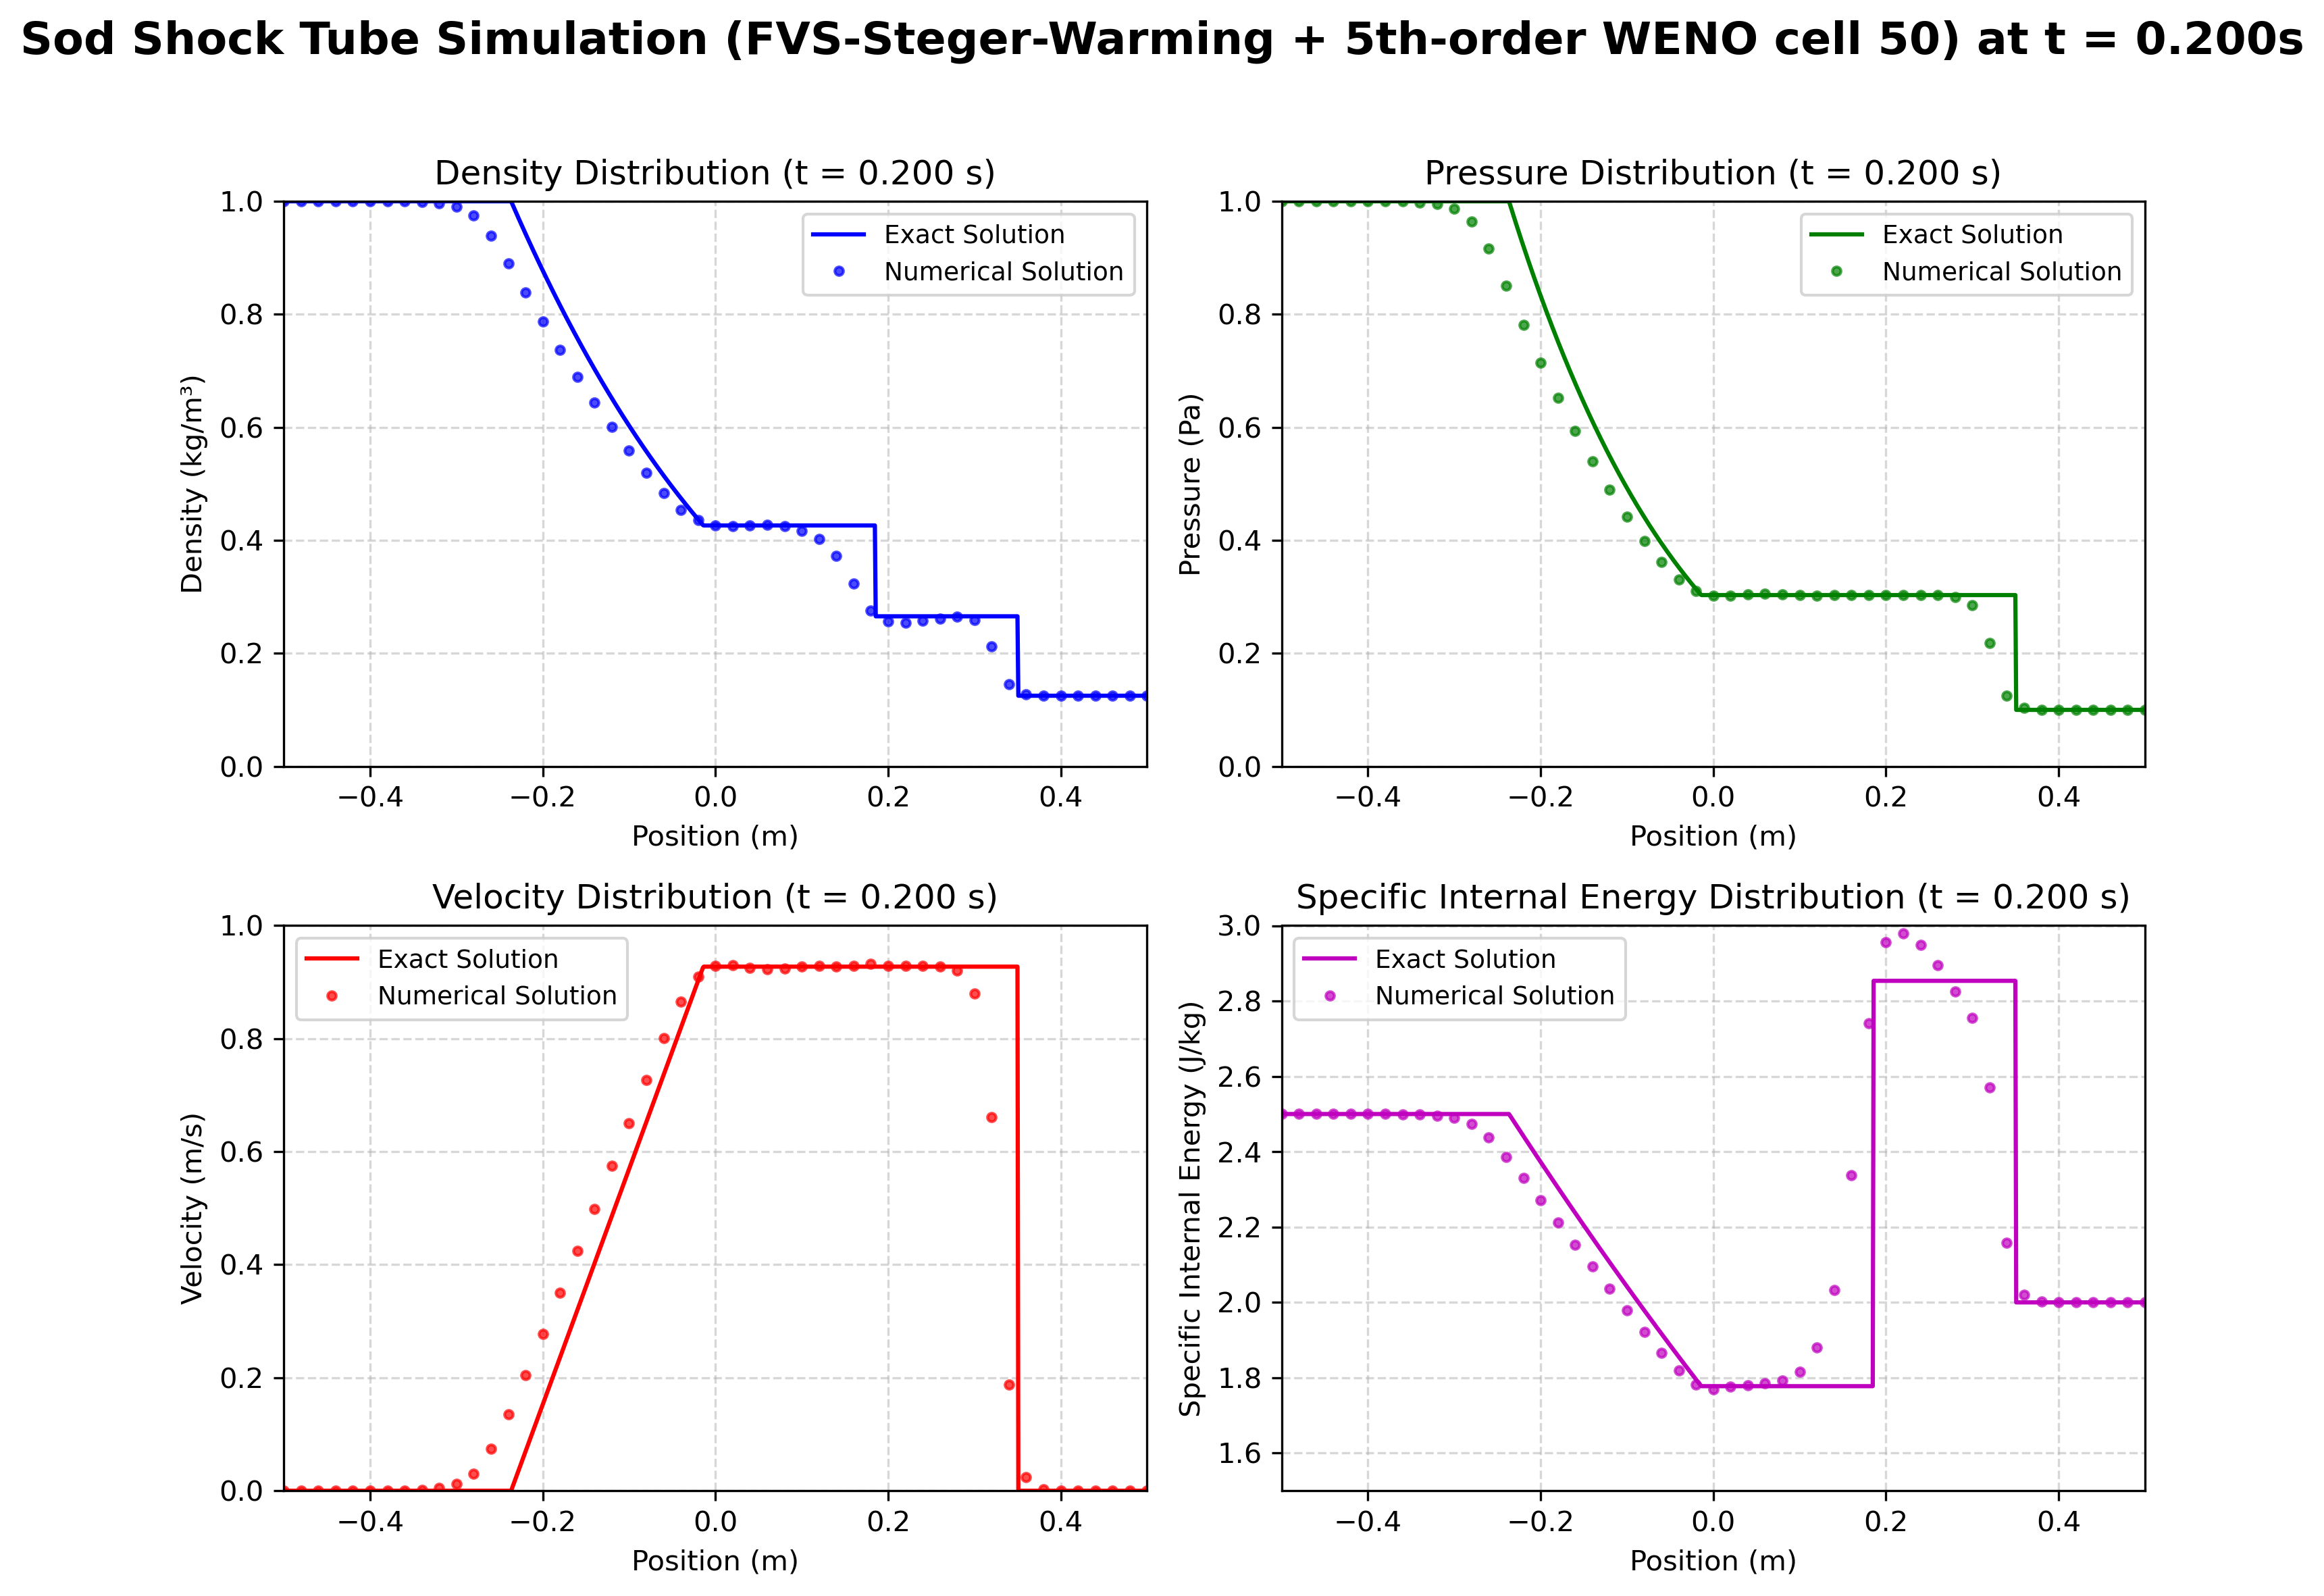 Sod Shock Tube Simulation (FVS-Steger-Warming + 5th-order WENO cell 50) at t = 0.200s
Density Distribution (t = 0.200 s)
Density (kg/m³)
1.0
0.8
0.6
0.4
0.2
0.0
Exact Solution
Numerical Solution
−0.4 −0.2 0.0 0.2 0.4
Position (m)
Pressure Distribution (t = 0.200 s)
Pressure (Pa)
1.0
0.8
0.6
0.4
0.2
0.0
Exact Solution
Numerical Solution
−0.4 −0.2 0.0 0.2 0.4
Position (m)
Velocity Distribution (t = 0.200 s)
Velocity (m/s)
1.0
0.8
0.6
0.4
0.2
0.0
Exact Solution
Numerical Solution
−0.4 −0.2 0.0 0.2 0.4
Position (m)
Specific Internal Energy Distribution (t = 0.200 s)
Specific Internal Energy (J/kg)
3.0
2.8
2.6
2.4
2.2
2.0
1.8
1.6
Exact Solution
Numerical Solution
−0.4 −0.2 0.0 0.2 0.4
Position (m)